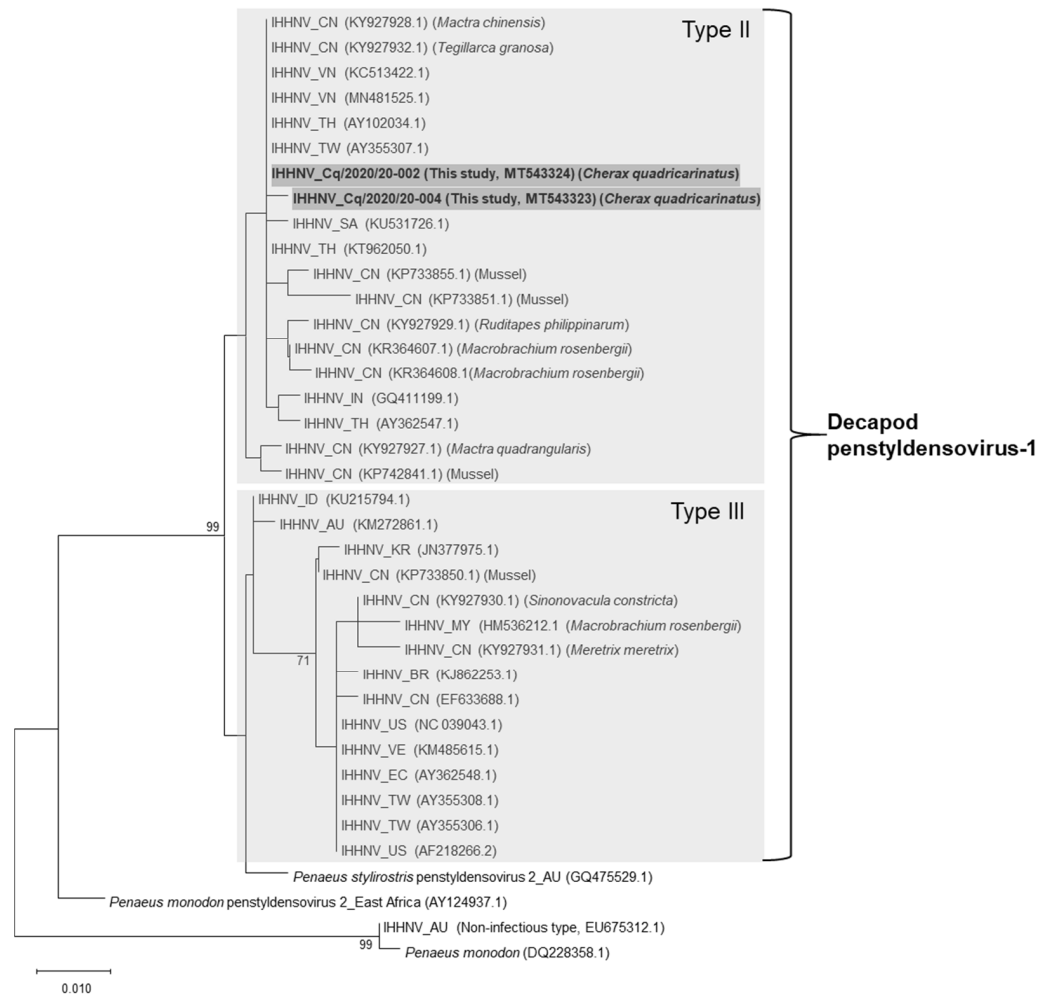 IHHNV_CN (KY927928.1) (Mactra chinensis)
Type II
IHHNV_CN (KY927932.1) (Tegillarca granosa)
IHHNV_VN (KC513422.1)
IHHNV_VN (MN481525.1)
IHHNV_TH (AY102034.1)
IHHNV_TW (AY355307.1)
IHHNV_Cq/2020/20-002 (This study, MT543324) (Cherax quadricarinatus)
IHHNV_Cq/2020/20-004 (This study, MT543323) (Cherax quadricarinatus)
IHHNV_SA (KU531726.1)
IHHNV_TH (KT962050.1)
IHHNV_CN (KP733855.1) (Mussel)
IHHNV_CN (KP733851.1) (Mussel)
IHHNV_CN (KY927929.1) (Ruditapes philippinarum)
IHHNV_CN (KR364607.1) (Macrobrachium rosenbergii)
IHHNV_CN (KR364608.1(Macrobrachium rosenbergii)
IHHNV_IN (GQ411199.1)
IHHNV_TH (AY362547.1)
IHHNV_CN (KY927927.1) (Mactra quadrangularis)
IHHNV_CN (KP742841.1) (Mussel)
Decapod
penstyldensovirus-1
IHHNV_ID (KU215794.1)
Type III
IHHNV_AU (KM272861.1)
99
IHHNV_KR (JN377975.1)
IHHNV_CN (KP733850.1) (Mussel)
IHHNV_CN (KY927930.1) (Sinonovacula constricta)
IHHNV_MY (HM536212.1 (Macrobrachium rosenbergii)
IHHNV_CN (KY927931.1) (Meretrix meretrix)
71
IHHNV_BR (KJ862253.1)
IHHNV_CN (EF633688.1)
IHHNV_US (NC 039043.1)
IHHNV_VE (KM485615.1)
IHHNV_EC (AY362548.1)
IHHNV_TW (AY355308.1)
IHHNV_TW (AY355306.1)
IHHNV_US (AF218266.2)
Penaeus stylirostris penstyldensovirus 2_AU (GQ475529.1)
Penaeus monodon penstyldensovirus 2_East Africa (AY124937.1)
IHHNV_AU (Non-infectious type, EU675312.1)
99
Penaeus monodon (DQ228358.1)
0.010